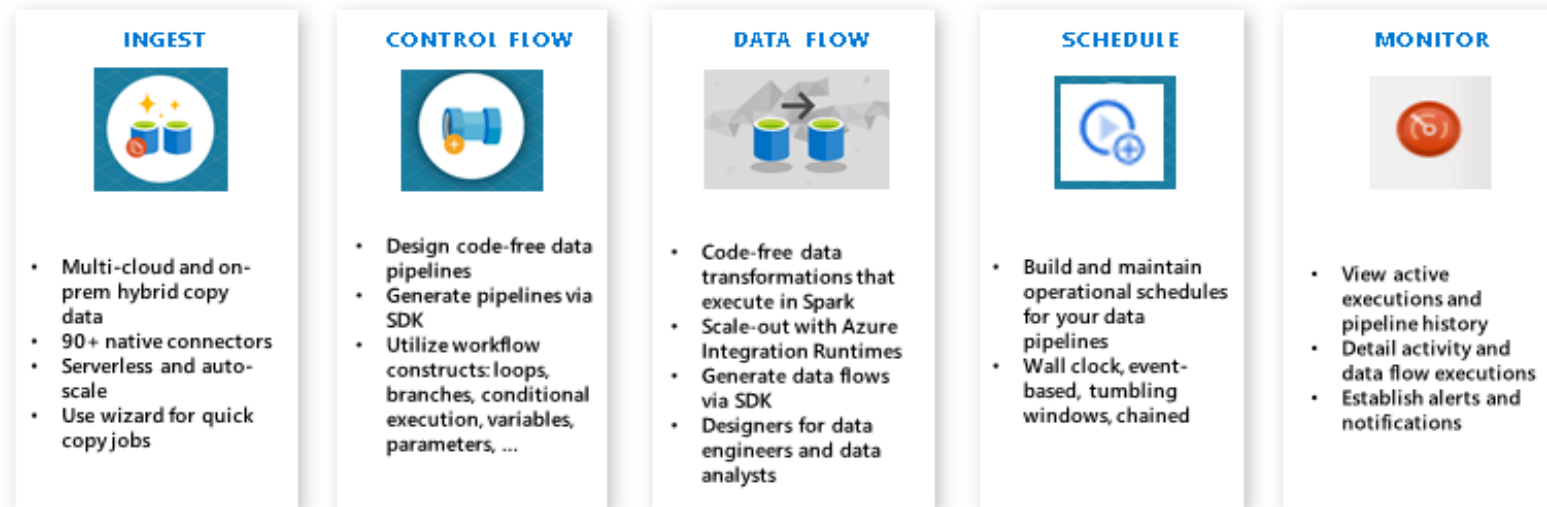 INGEST
• Multi-cloud and on-
prem hybrid copy
data
• 90+ native connectors
• Serverless and auto-
scale
• Use wizard for quick
copy jobs
CONTROL FLOW
• Design code-free data
pipelines
• Generate pipelines via
SDK
• Utilize workflow
constructs: loops,
branches, conditional
execution, variables,
parameters, ...
DATA FLOW
• Code-free data
transformations that
execute in Spark
• Scale-out with Azure
Integration Runtimes
• Generate data flows
via SDK
• Designers for data
engineers and data
analysts
SCHEDULE
• Build and maintain
operational schedules
for your data
pipelines
• Wall clock, event-
based, tumbling
windows, chained
MONITOR
• View active
executions and
pipeline history
• Detail activity and
data flow executions
• Establish alerts and
notifications